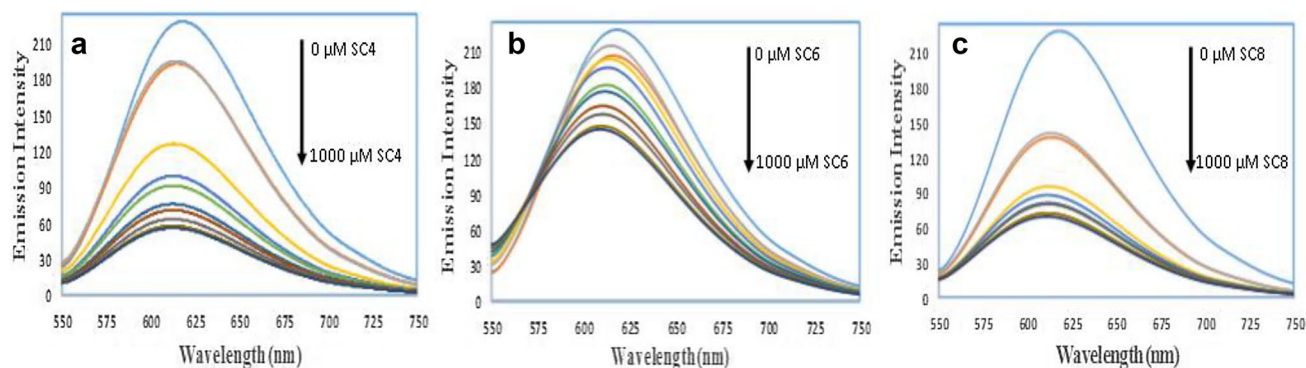 a
0 µM SC4
1000 µM SC4
Emission Intensity
210
180
150
120
90
60
30
0
550 575 600 625 650 675 700 725 750
Wavelength (nm)
b
0 µM SC6
1000 µM SC6
Emission Intensity
210
180
150
120
90
60
30
0
550 575 600 625 650 675 700 725 750
Wavelength (nm)
c
0 µM SC8
1000 µM SC8
Emission Intensity
210
180
150
120
90
60
30
0
550 575 600 625 650 675 700 725 750
Wavelength (nm)